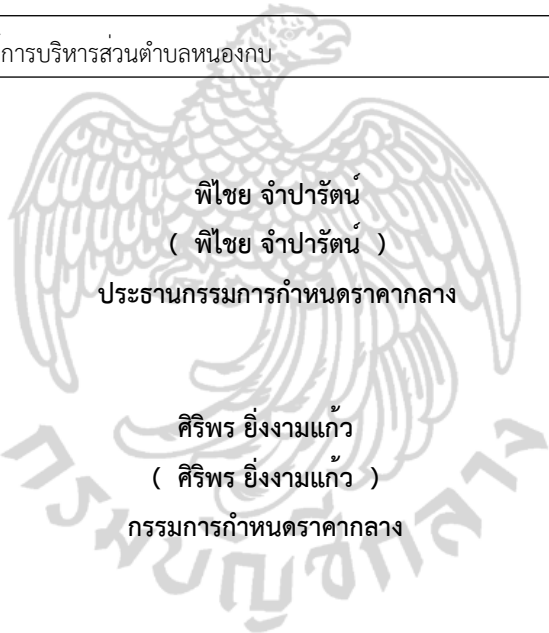 การบริหารส่วนตำบลหนองกบ
พิไชย จำปารัตน์
( พิไชย จำปารัตน์ )
ประธานกรรมการกำหนดราคากลาง
ศิริพร ยิ่งงามแก้ว
( ศิริพร ยิ่งงามแก้ว )
กรรมการกำหนดราคากลาง
กรมบัญชีกลาง